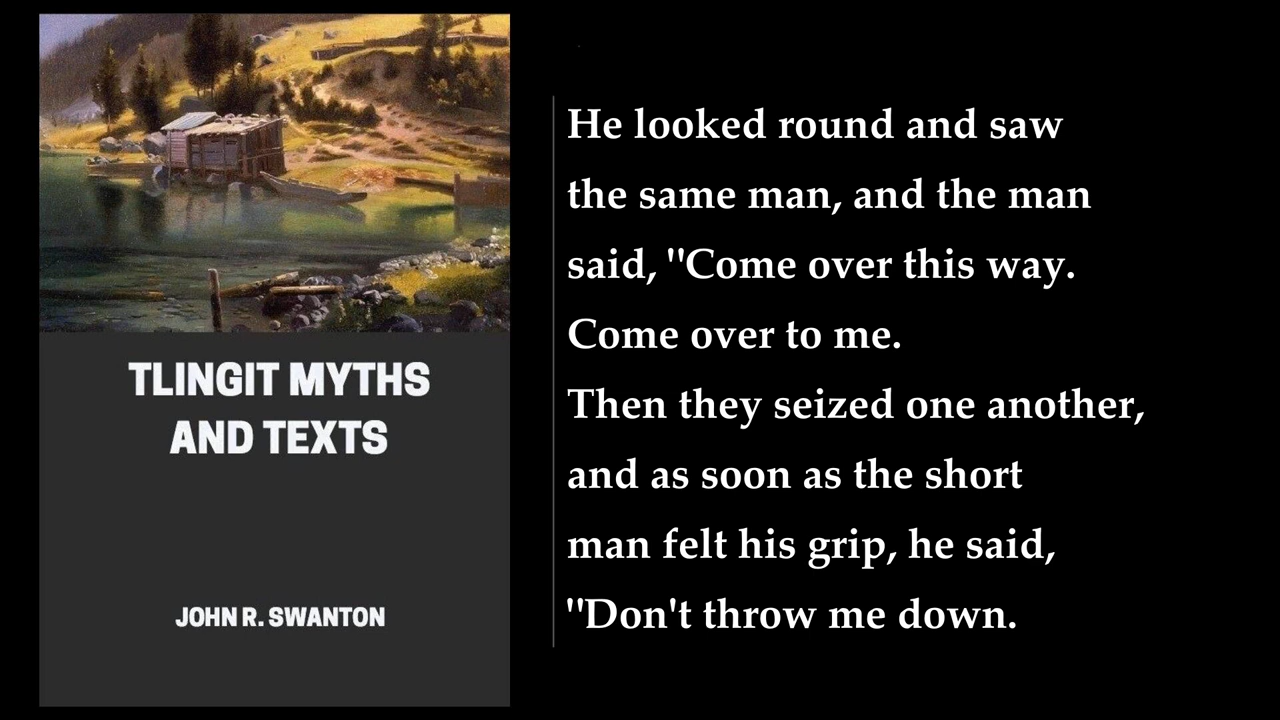 TLINGIT MYTHS
AND TEXTS
JOHN R. SWANTON
He looked round and saw
the same man, and the man
said, "Come over this way.
Come over to me.
Then they seized one another,
and as soon as the short
man felt his grip, he said,
"Don't throw me down.